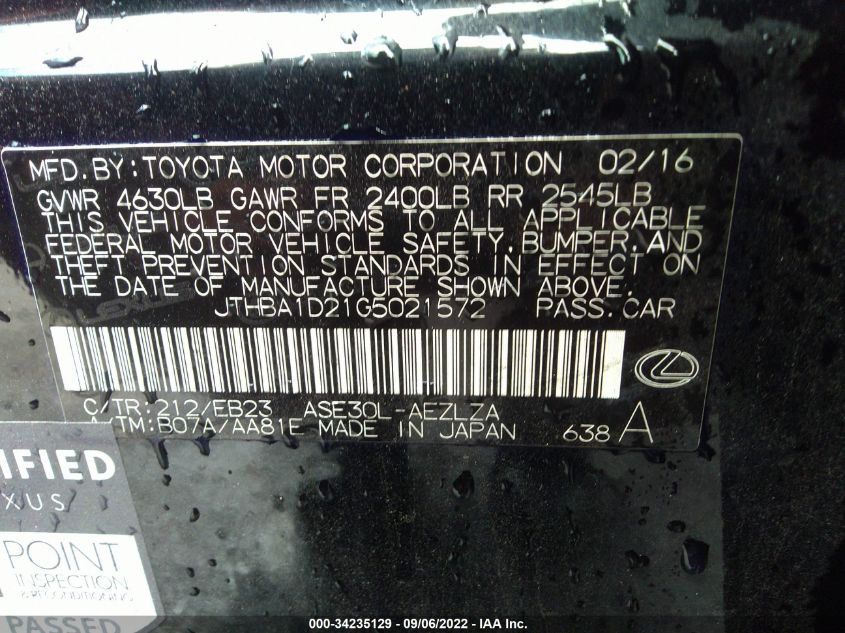 MFD. BY: TOYOTA MOTOR CORPORATION 02/16
GVWR 4630LB GAWR FR 2400LB RR 2545LB
THIS VEHICLE CONFORMS TO ALL APPLICABLE
FEDERAL MOTOR VEHICLE SAFETY, BUMPER, AND
THEFT PREVENTION STANDARDS IN EFFECT ON
THE DATE OF MANUFACTURE SHOWN ABOVE.
JTHBA1D21G5021572 PASS. CAR
C/TR: 212/EB23 ASE30L-AEZLZA
A/TM: B07A/AA81E MADE IN JAPAN 638 A
IFIED
XUS
POINT
INSPECTION
& RECONDITIONING
PASSED
000-34235129 - 09/06/2022 - IAA Inc.